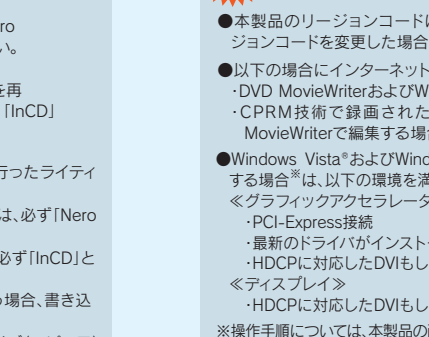 ro
い。
を再
「InCD」
行ったライティ
は、必ず「Nero
必ず「InCD」と
場合、書き込
●本製品のリージョンコードに
ジョンコードを変更した場合
●以下の場合にインターネット
・DVD MovieWriterおよびW
・CPRM技術で録画された
MovieWriterで編集する場合
●Windows Vista®およびWind
する場合※は、以下の環境を満
≪グラフィックアクセラレータ
・PCI-Express接続
・最新のドライバがインストー
・HDCPに対応したDVIもし
≪ディスプレイ≫
・HDCPに対応したDVIもし
※操作手順については、本製品の画